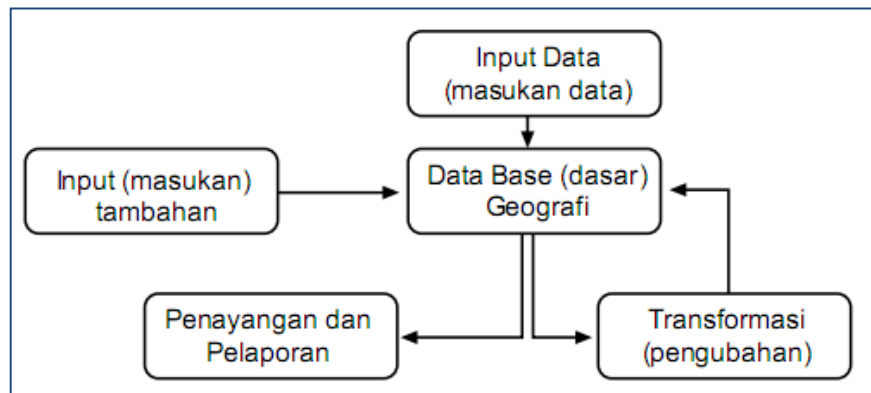 Input Data
(masukan data)
Input (masukan)
tambahan
Data Base (dasar)
Geografi
Penayangan dan
Pelaporan
Transformasi
(pengubahan)